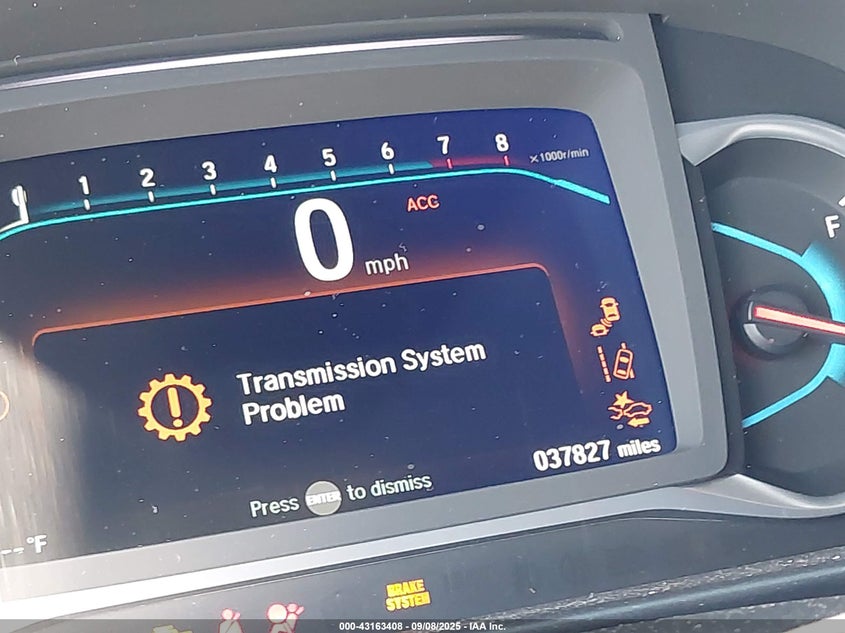 0 1 2 3 4 5 6 7 8 ×1000r/min
ACC
0 mph
F
Transmission System
Problem
037827 miles
Press ENTER to dismiss
--°F
BRAKE
SYSTEM
000-43163408 - 09/08/2025 - IAA Inc.